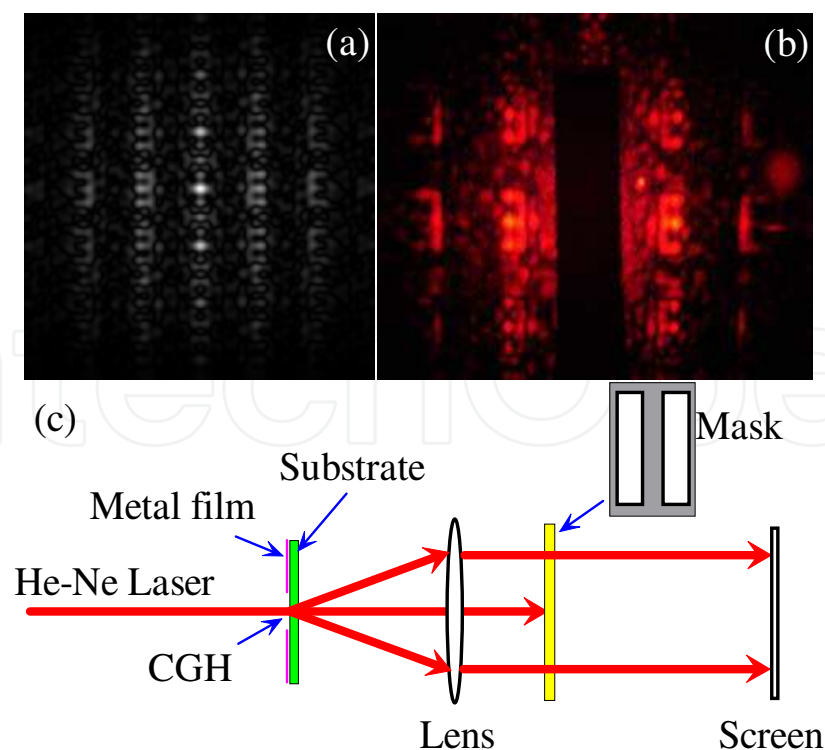 (a)
(b)
(c)
Mask
Substrate
Metal film
He-Ne Laser
CGH
Lens
Screen